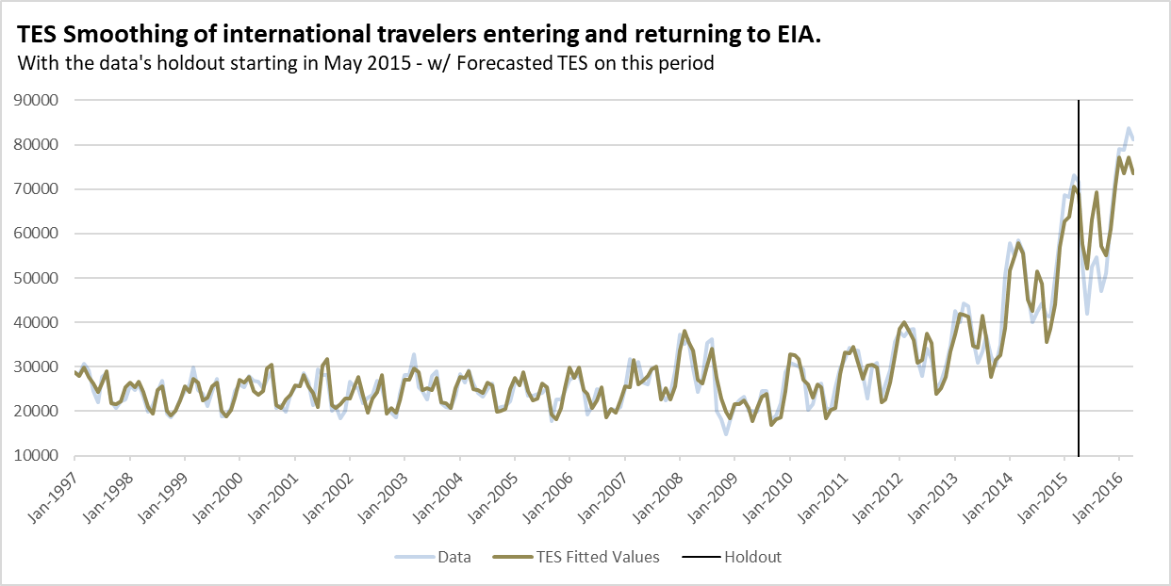 TES Smoothing of international travelers entering and returning to EIA.
With the data's holdout starting in May 2015 - w/ Forecasted TES on this period
90000
80000
70000
60000
50000
40000
30000
20000
10000
Jan-1997
Jan-1998
Jan-1999
Jan-2000
Jan-2001
Jan-2002
Jan-2003
Jan-2004
Jan-2005
Jan-2006
Jan-2007
Jan-2008
Jan-2009
Jan-2010
Jan-2011
Jan-2012
Jan-2013
Jan-2014
Jan-2015
Jan-2016
Data TES Fitted Values Holdout